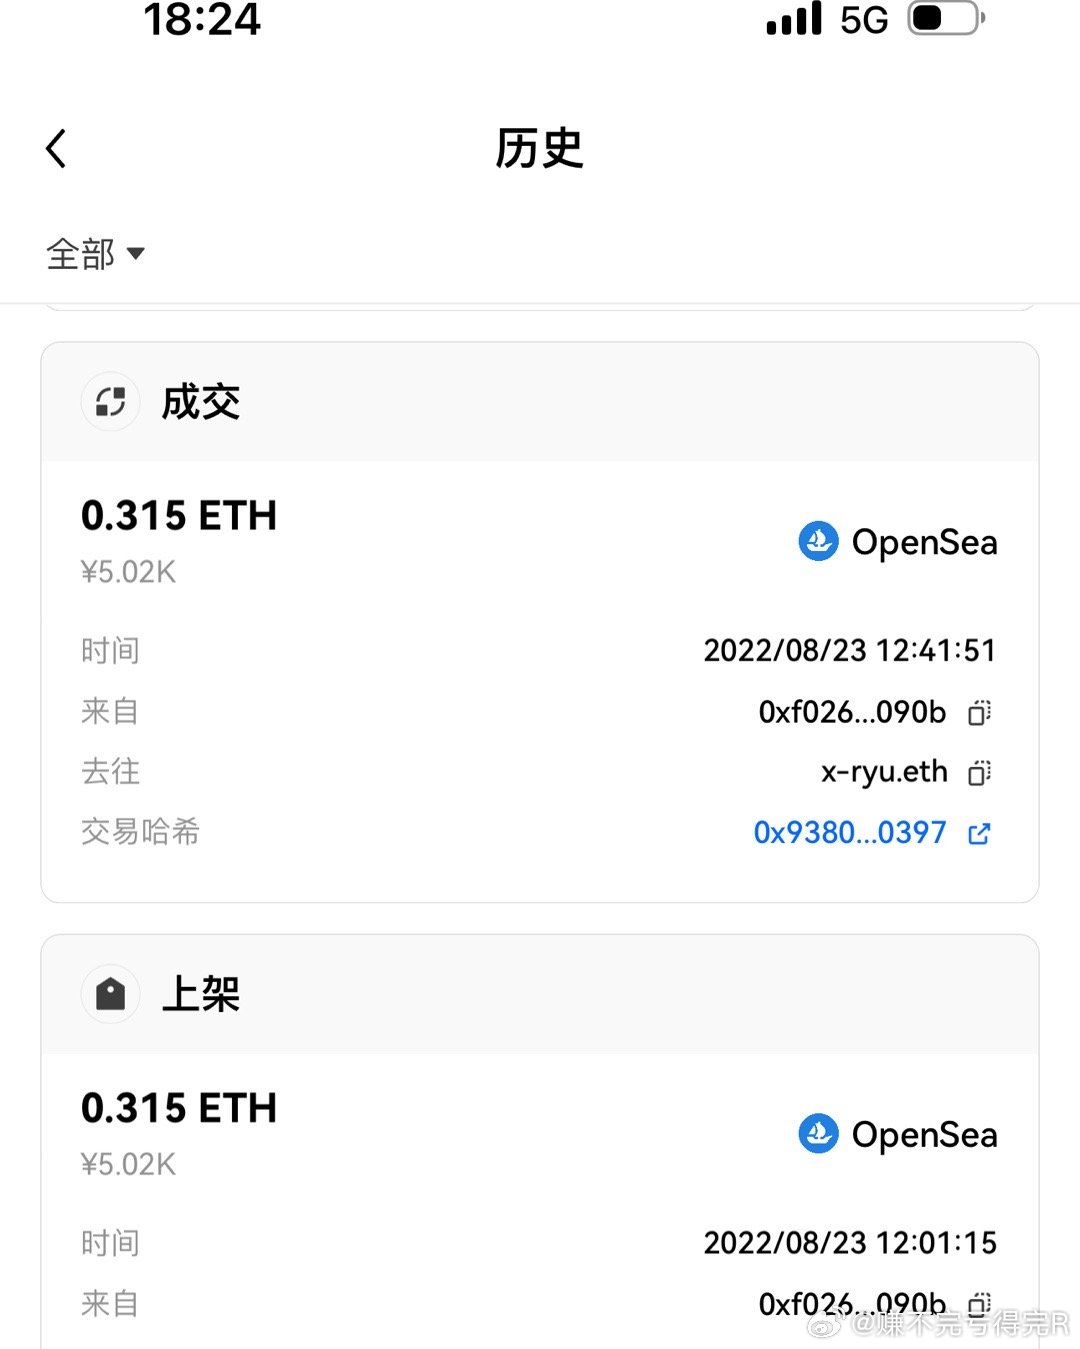 18:24 5G
历史
全部
成交
0.315 ETH
OpenSea
¥5.02K
时间 2022/08/23 12:41:51
来自 0xf026...090b
去往 x-ryu.eth
交易哈希 0x9380...0397
上架
0.315 ETH
OpenSea
¥5.02K
时间 2022/08/23 12:01:15
来自 0xf026...090b
@赚不完亏得完R